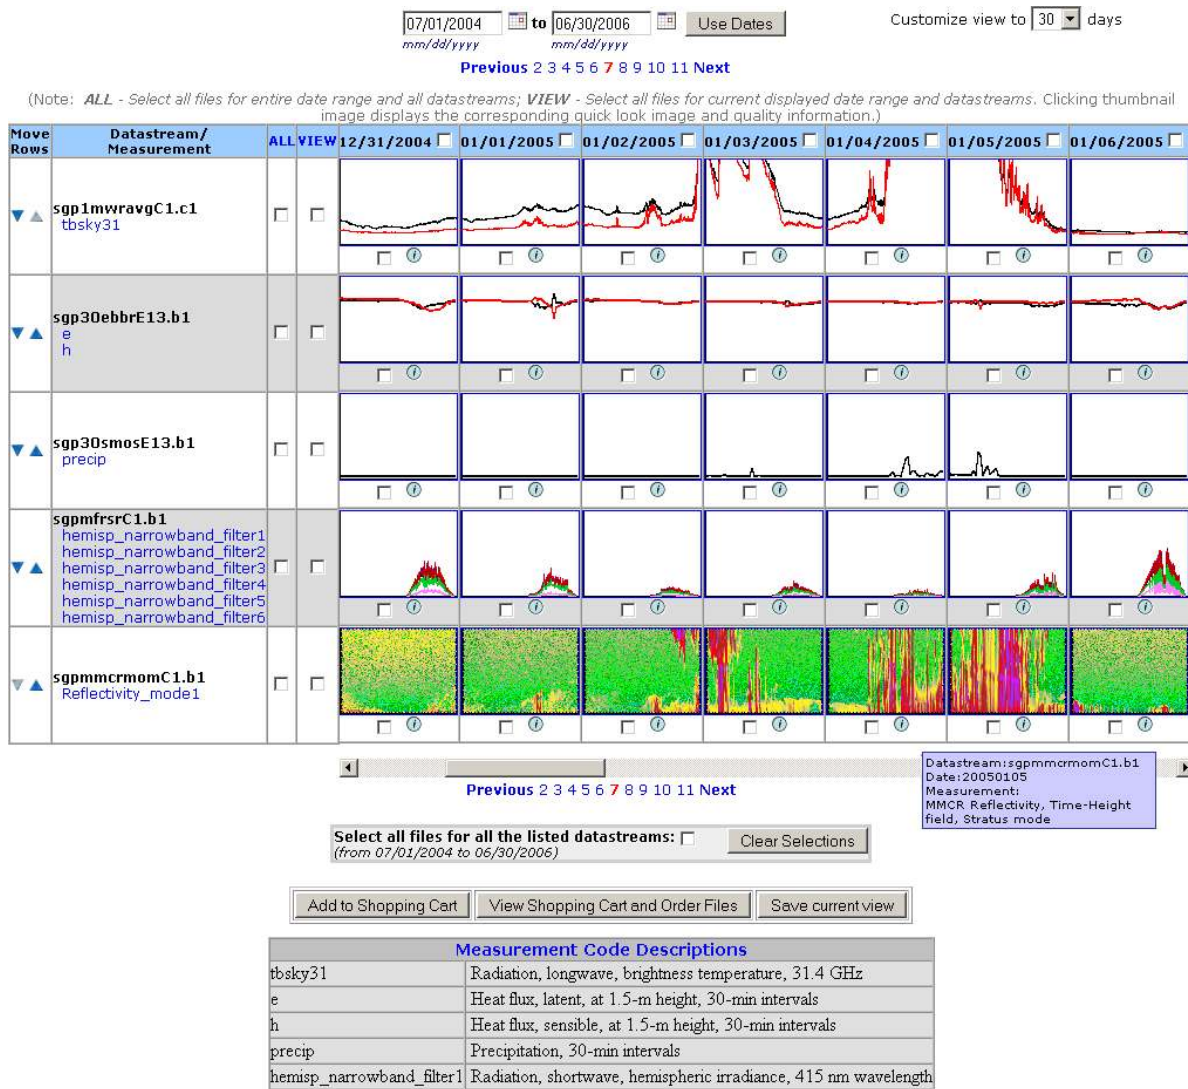 07/01/2004 to 06/30/2006 Use Dates Customize view to 30 days
mm/dd/yyyy mm/dd/yyyy
Previous 2 3 4 5 6 7 8 9 10 11 Next
(Note: ALL - Select all files for entire date range and all datastreams; VIEW - Select all files for current displayed date range and datastreams. Clicking thumbnail
image displays the corresponding quick look image and quality information.)
Move Rows Datastream/ Measurement ALL VIEW 12/31/2004 01/01/2005 01/02/2005 01/03/2005 01/04/2005 01/05/2005 01/06/2005
sgp1mwravgC1.c1
tbsky31
sgp30ebbrE13.b1
e
h
sgp30smosE13.b1
precip
sgpmfrsrC1.b1
hemisp_narrowband_filter1
hemisp_narrowband_filter2
hemisp_narrowband_filter3
hemisp_narrowband_filter4
hemisp_narrowband_filter5
hemisp_narrowband_filter6
sgpmmcrmomC1.b1
Reflectivity_mode1
Datastream:sgpmmcrmomC1.b1
Date:20050105
Measurement:
MMCR Reflectivity, Time-Height
field, Stratus mode
Previous 2 3 4 5 6 7 8 9 10 11 Next
Select all files for all the listed datastreams:
(from 07/01/2004 to 06/30/2006)
Clear Selections
Add to Shopping Cart View Shopping Cart and Order Files Save current view
Measurement Code Descriptions
tbsky31 Radiation, longwave, brightness temperature, 31.4 GHz
e Heat flux, latent, at 1.5-m height, 30-min intervals
h Heat flux, sensible, at 1.5-m height, 30-min intervals
precip Precipitation, 30-min intervals
hemisp_narrowband_filter1 Radiation, shortwave, hemispheric irradiance, 415 nm wavelength